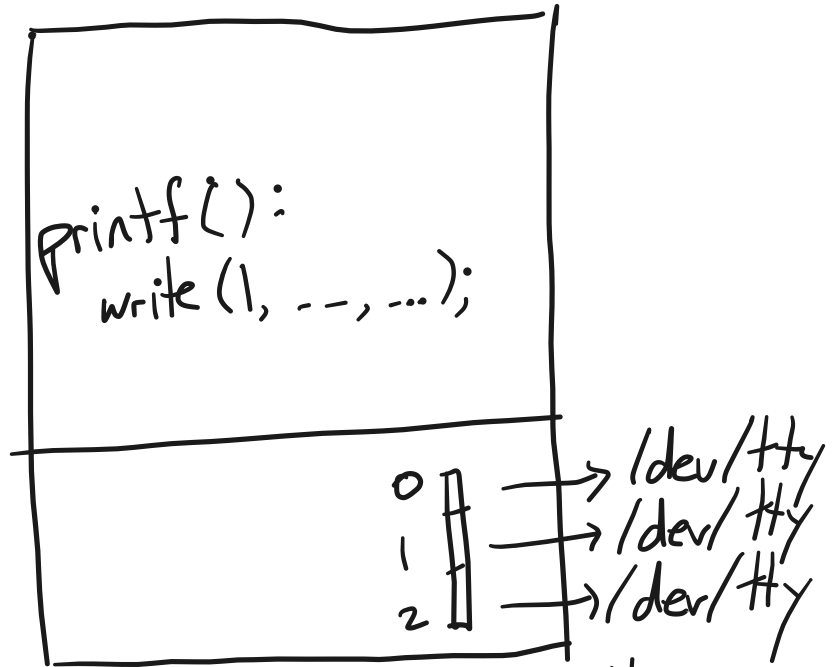 printf():
write(1, ---, ---);
0 /dev/tty
1 /dev/tty
2 /dev/tty